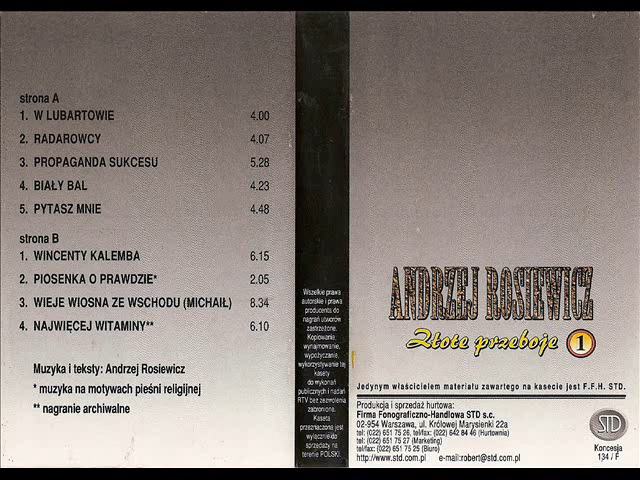 strona A
1. W LUBARTOWIE 4.00
2. RADAROWCY 4.07
3. PROPAGANDA SUKCESU 5.28
4. BIAŁY BAL 4.23
5. PYTASZ MNIE 4.48
strona B
1. WINCENTY KALEMBA 6.15
2. PIOSENKA O PRAWDZIE* 2.05
3. WIEJE WIOSNA ZE WSCHODU (MICHAIŁ) 8.34
4. NAJWIĘCEJ WITAMINY** 6.10
Muzyka i teksty: Andrzej Rosiewicz
* muzyka na motywach pieśni religijnej
** nagranie archiwalne
Wszelkie prawa
autorskie i prawa
producenta do
nagrań utworów
zastrzeżone.
Kopiowanie,
wynajmowanie,
wypożyczanie,
wykorzystywanie tej
kasety
do wykonań
publicznych i nadań
RTV bez zezwolenia
zabronione.
Kaseta
przeznaczona jest
wyłącznie do
sprzedaży na
terenie POLSKI.
ANDRZEJ ROSIEWICZ
Złote przeboje 1
Jedynym właścicielem materiału zawartego na kasecie jest F.F.H. STD.
Produkcja i sprzedaż hurtowa:
Firma Fonograficzno-Handlowa STD s.c.
02-954 Warszawa, ul. Królowej Marysienki 22a
tel: (022) 651 75 26, tel/fax: (022) 642 84 46 (Hurtownia)
tel: (022) 651 75 27 (Marketing)
tel/fax: (022) 651 75 25 (Biuro)
http://www.std.com.pl e-mail:robert@std.com.pl
STD
Koncesja
134 / F